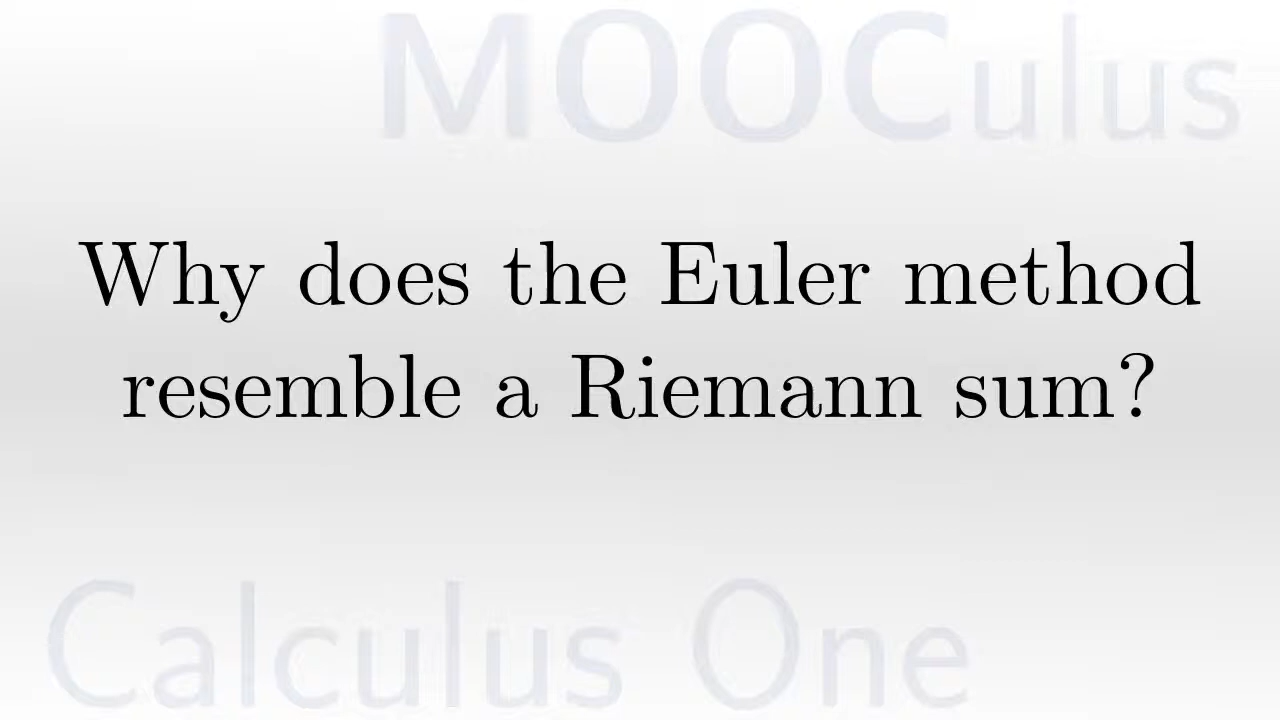 MOOCulus
Why does the Euler method
resemble a Riemann sum?
Calculus One